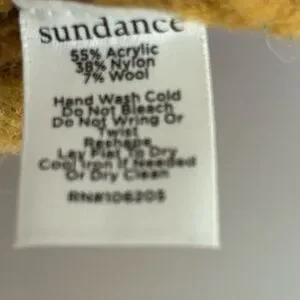 sundance
55% Acrylic
38% Nylon
7% Wool
Hand Wash Cold
Do Not Bleach
Do Not Wring Or
Twist
Reshape
Lay Flat To Dry
Cool Iron If Needed
Or Dry Clean
RN#106205